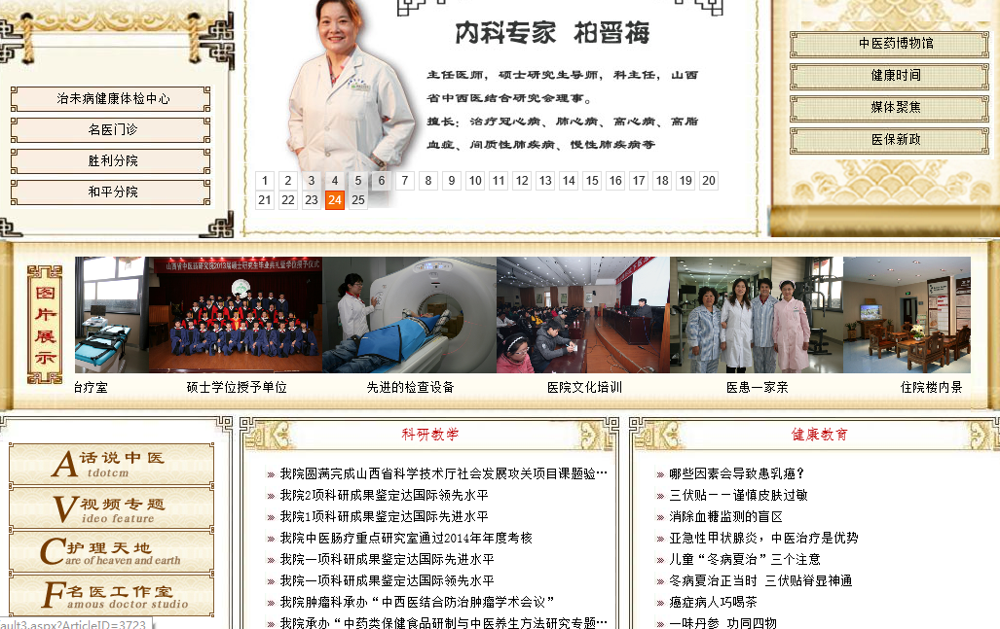 治未病健康体检中心
名医门诊
胜利分院
和平分院
内科专家 柏晋梅
主任医师，硕士研究生导师，科主任，山西
省中西医结合研究会理事。
擅长：治疗冠心病、肺心病、高心病、高脂
血症、间质性肺疾病、慢性肺疾病等
1 2 3 4 5 6 7 8 9 10 11 12 13 14 15 16 17 18 19 20
21 22 23 24 25
中医药博物馆
健康时间
媒体聚焦
医保新政
图片展示
山西省中医药研究院2013届硕士研究生毕业典礼暨学位授予仪式
治疗室
硕士学位授予单位
先进的检查设备
医院文化培训
医患一家亲
住院楼内景
A话说中医
tdotcm
V视频专题
ideo feature
C护理天地
are of heaven and earth
F名医工作室
amous doctor studio
ault3.aspx?ArticleID=3723
科研教学
» 我院圆满完成山西省科学技术厅社会发展攻关项目课题验…
» 我院2项科研成果鉴定达国际领先水平
» 我院1项科研成果鉴定达国际先进水平
» 我院中医肠疗重点研究室通过2014年年度考核
» 我院一项科研成果鉴定达国际先进水平
» 我院一项科研成果鉴定达国际领先水平
» 我院肿瘤科承办“中西医结合防治肿瘤学术会议”
» 我院承办“中药类保健食品研制与中医养生方法研究专题…
健康教育
» 哪些因素会导致患乳癌？
» 三伏贴－－谨慎皮肤过敏
» 消除血糖监测的盲区
» 亚急性甲状腺炎，中医治疗是优势
» 儿童“冬病夏治”三个注意
» 冬病夏治正当时 三伏贴脊显神通
» 癌症病人巧喝茶
» 一味丹参 功同四物